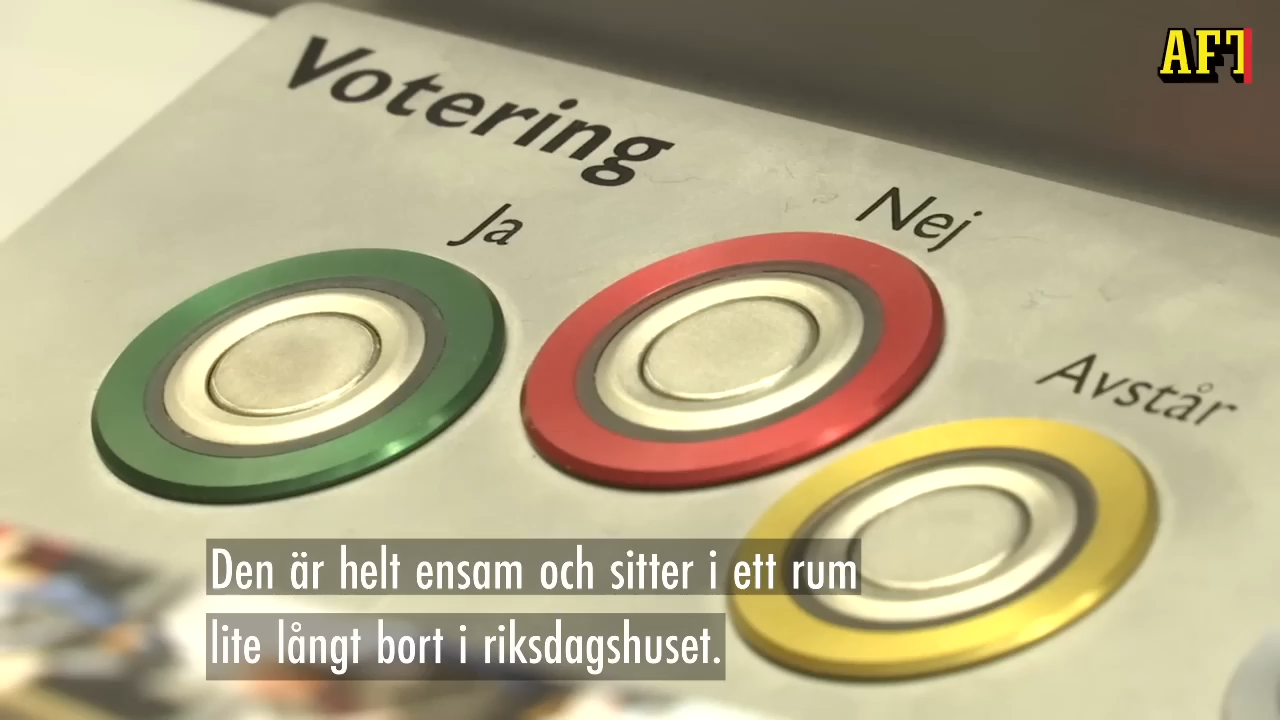 AFT
Votering
Ja
Nej
Avstår
Den är helt ensam och sitter i ett rum
lite långt bort i riksdagshuset.